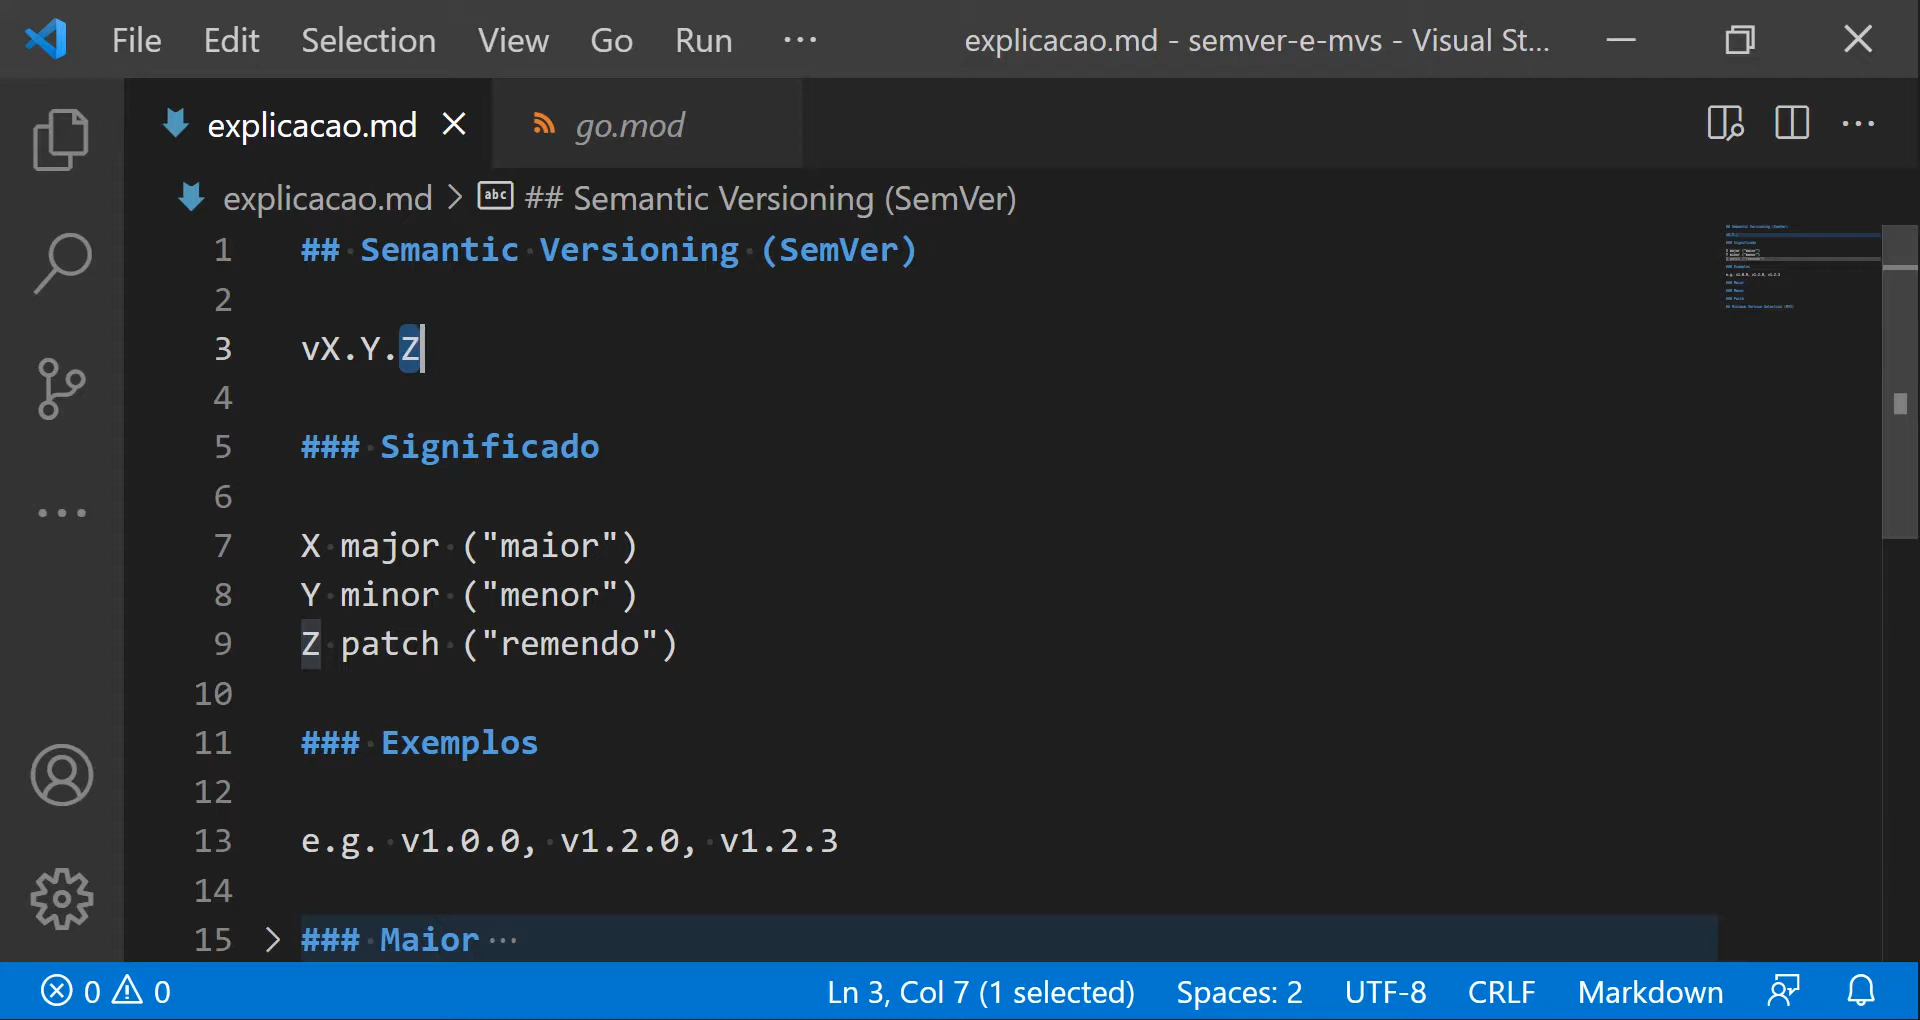 File Edit Selection View Go Run ··· explicacao.md - semver-e-mvs - Visual St...
explicacao.md go.mod
explicacao.md > abc ## Semantic Versioning (SemVer)
1 ## Semantic Versioning (SemVer)
2
3 vX.Y.Z
4
5 ### Significado
6
7 X major ("maior")
8 Y minor ("menor")
9 Z patch ("remendo")
10
11 ### Exemplos
12
13 e.g. v1.0.0, v1.2.0, v1.2.3
14
15 ### Maior ···
0 0 Ln 3, Col 7 (1 selected) Spaces: 2 UTF-8 CRLF Markdown